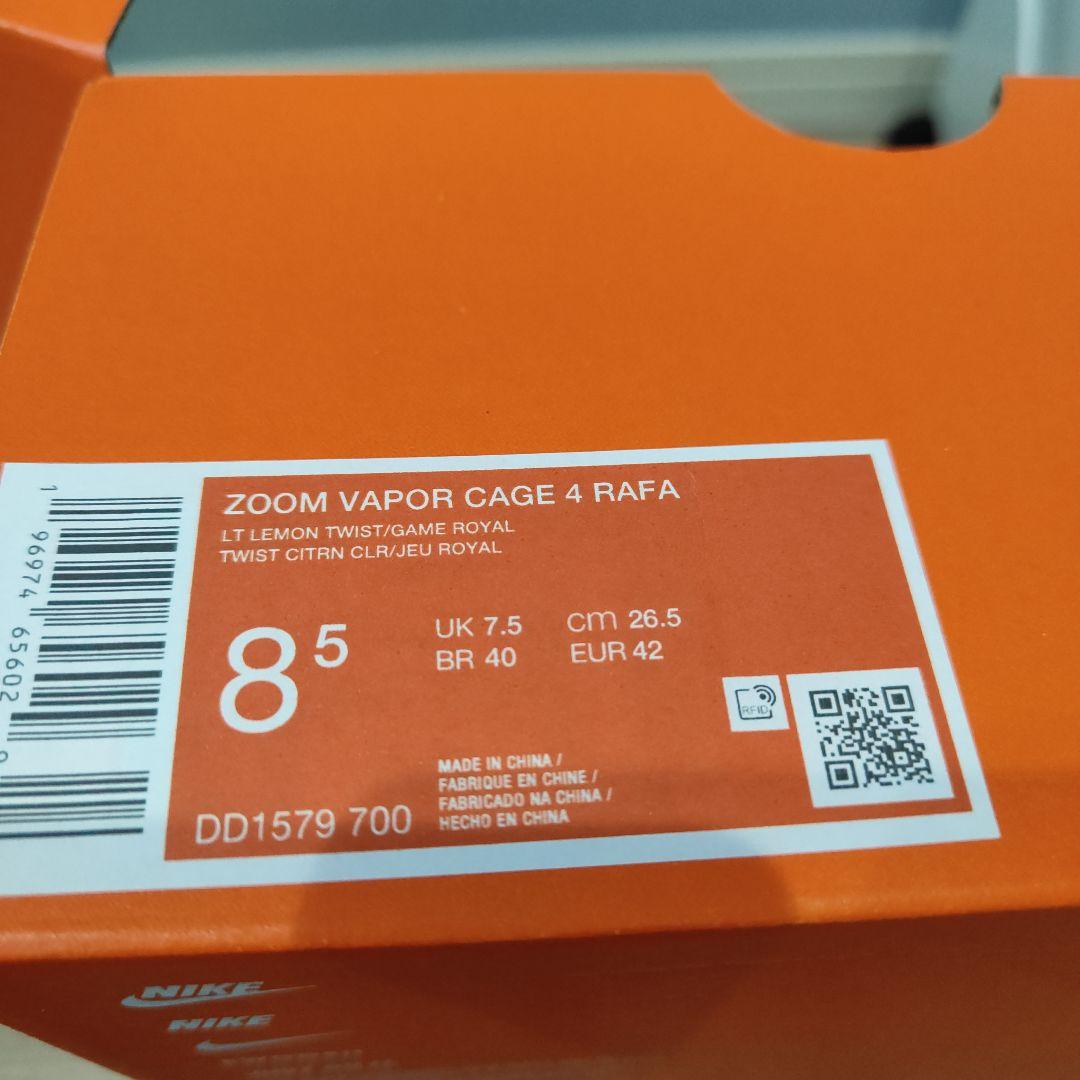 ZOOM VAPOR CAGE 4 RAFA
LT LEMON TWIST/GAME ROYAL
TWIST CITRN CLR/JEU ROYAL
8 5
UK 7.5 cm 26.5
BR 40 EUR 42
RFID
MADE IN CHINA /
FABRIQUE EN CHINE /
FABRICADO NA CHINA /
HECHO EN CHINA
DD1579 700
1 96974 65602 9
NIKE
NIKE